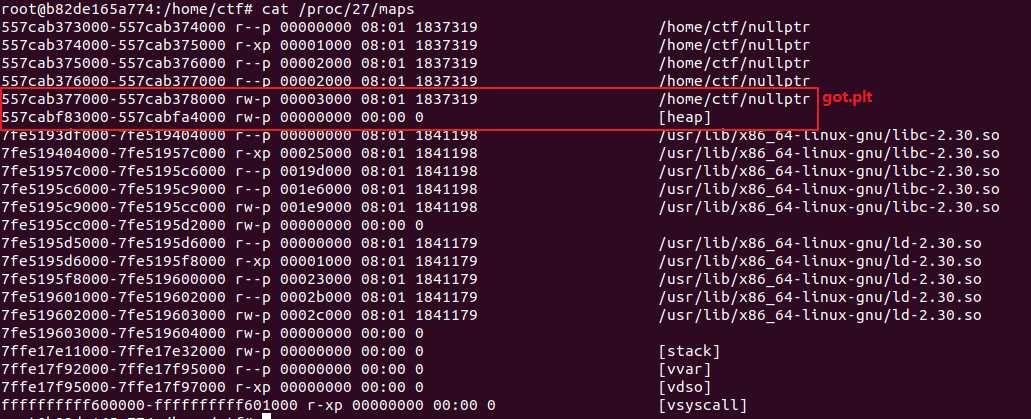 root@b82de165a774:/home/ctf# cat /proc/27/maps
557cab373000-557cab374000 r--p 00000000 08:01 1837319 /home/ctf/nullptr
557cab374000-557cab375000 r-xp 00001000 08:01 1837319 /home/ctf/nullptr
557cab375000-557cab376000 r--p 00002000 08:01 1837319 /home/ctf/nullptr
557cab376000-557cab377000 r--p 00002000 08:01 1837319 /home/ctf/nullptr
557cab377000-557cab378000 rw-p 00003000 08:01 1837319 /home/ctf/nullptr got.plt
557cabf83000-557cabfa4000 rw-p 00000000 00:00 0 [heap]
7fe5193df000-7fe519404000 r--p 00000000 08:01 1841198 /usr/lib/x86_64-linux-gnu/libc-2.30.so
7fe519404000-7fe51957c000 r-xp 00025000 08:01 1841198 /usr/lib/x86_64-linux-gnu/libc-2.30.so
7fe51957c000-7fe5195c6000 r--p 0019d000 08:01 1841198 /usr/lib/x86_64-linux-gnu/libc-2.30.so
7fe5195c6000-7fe5195c9000 r--p 001e6000 08:01 1841198 /usr/lib/x86_64-linux-gnu/libc-2.30.so
7fe5195c9000-7fe5195cc000 rw-p 001e9000 08:01 1841198 /usr/lib/x86_64-linux-gnu/libc-2.30.so
7fe5195cc000-7fe5195d2000 rw-p 00000000 00:00 0
7fe5195d5000-7fe5195d6000 r--p 00000000 08:01 1841179 /usr/lib/x86_64-linux-gnu/ld-2.30.so
7fe5195d6000-7fe5195f8000 r-xp 00001000 08:01 1841179 /usr/lib/x86_64-linux-gnu/ld-2.30.so
7fe5195f8000-7fe519600000 r--p 00023000 08:01 1841179 /usr/lib/x86_64-linux-gnu/ld-2.30.so
7fe519601000-7fe519602000 r--p 0002b000 08:01 1841179 /usr/lib/x86_64-linux-gnu/ld-2.30.so
7fe519602000-7fe519603000 rw-p 0002c000 08:01 1841179 /usr/lib/x86_64-linux-gnu/ld-2.30.so
7fe519603000-7fe519604000 rw-p 00000000 00:00 0
7ffe17e11000-7ffe17e32000 rw-p 00000000 00:00 0 [stack]
7ffe17f92000-7ffe17f95000 r--p 00000000 00:00 0 [vvar]
7ffe17f95000-7ffe17f97000 r-xp 00000000 00:00 0 [vdso]
ffffffffff600000-ffffffffff601000 r-xp 00000000 00:00 0 [vsyscall]